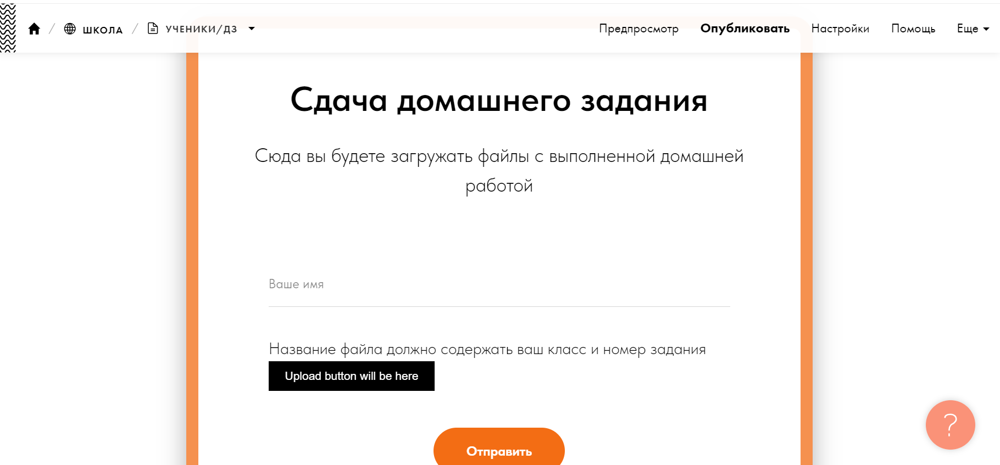 ШКОЛА / УЧЕНИКИ/ДЗ Предпросмотр Опубликовать Настройки Помощь Еще
Сдача домашнего задания
Сюда вы будете загружать файлы с выполненной домашней
работой
Ваше имя
Название файла должно содержать ваш класс и номер задания
Upload button will be here
Отправить
?